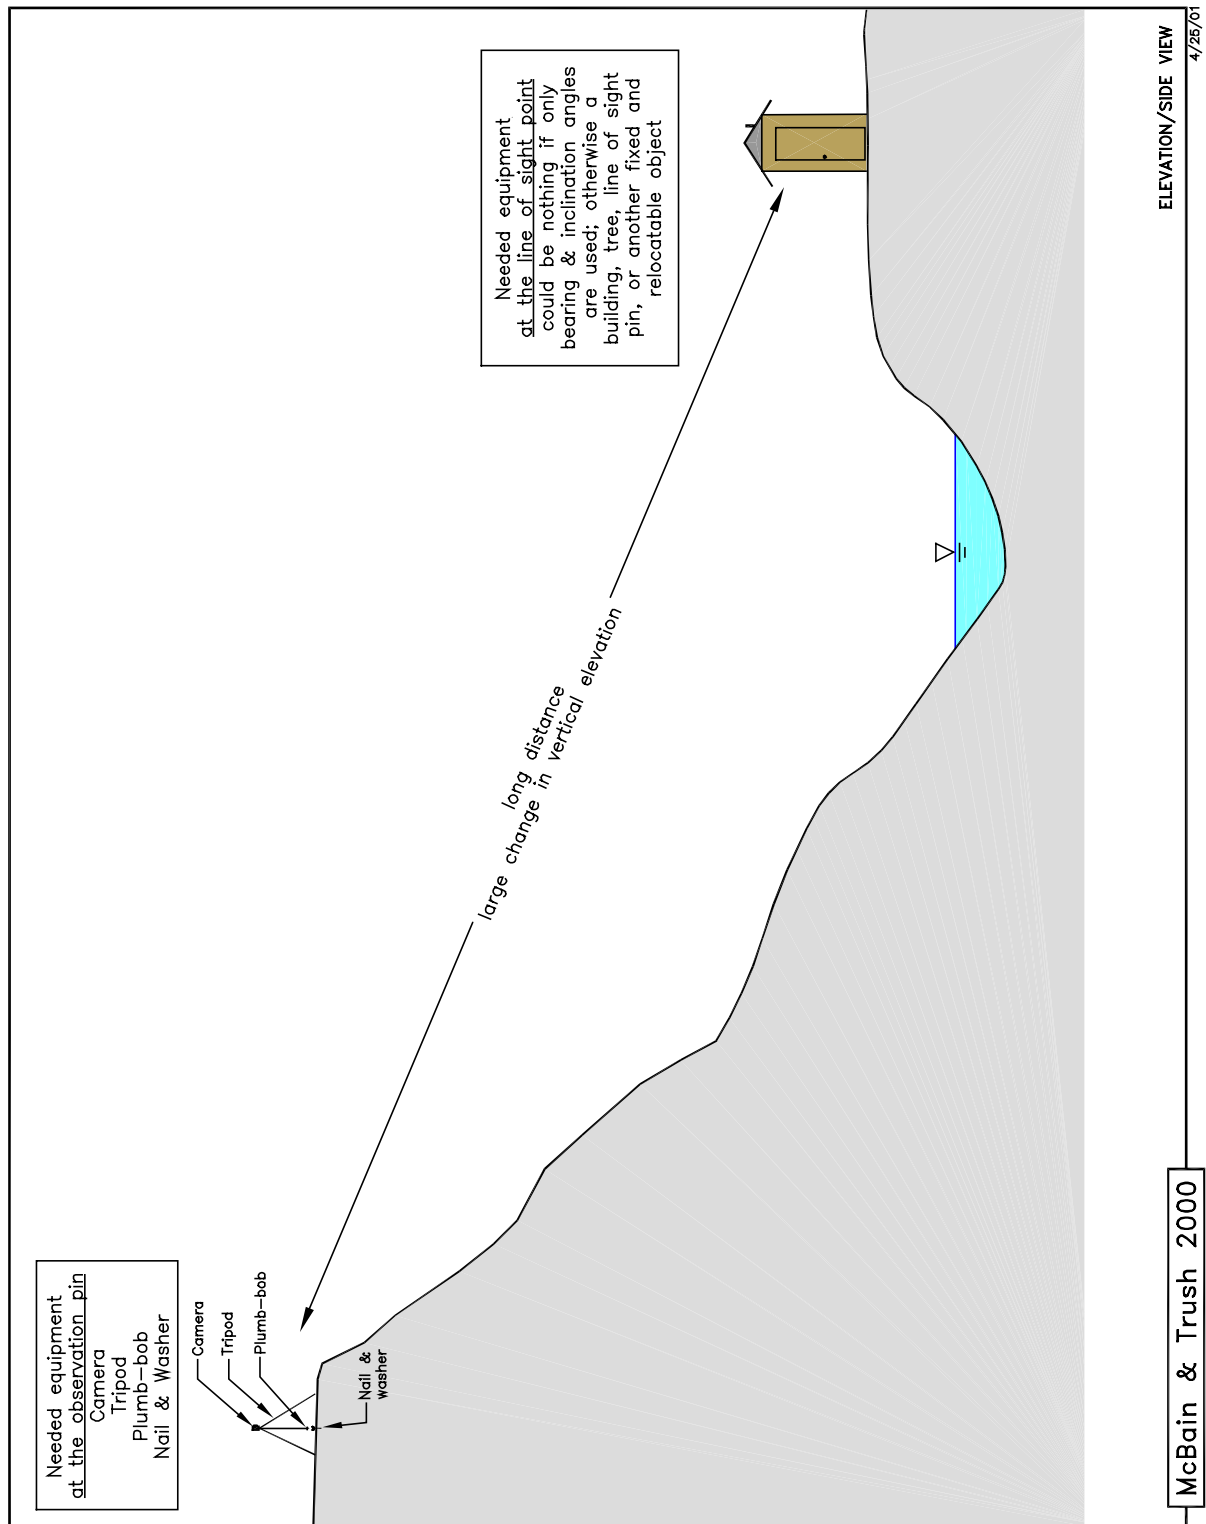 Needed equipment
at the observation pin
Camera
Tripod
Plumb-bob
Nail & Washer
Camera
Tripod
Plumb-bob
Nail &
washer
long distance
large change in vertical elevation
Needed equipment
at the line of sight point
could be nothing if only
bearing & inclination angles
are used; otherwise a
building, tree, line of sight
pin, or another fixed and
relocatable object
ELEVATION/SIDE VIEW
McBain & Trush 2000
4/25/01